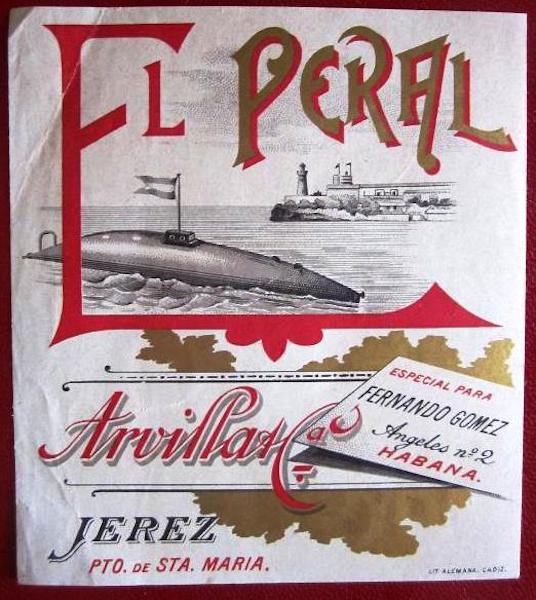 EL PERAL
ESPECIAL PARA
FERNANDO GOMEZ
Angeles nº 2
HABANA.
Arvilla y Cª
JEREZ
PTO. DE STA. MARIA.
LIT. ALEMANA. CADIZ.